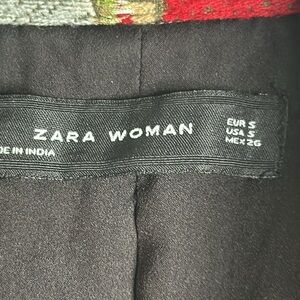 ZARA WOMAN
DE IN INDIA
EUR S
USA S
MEX 26